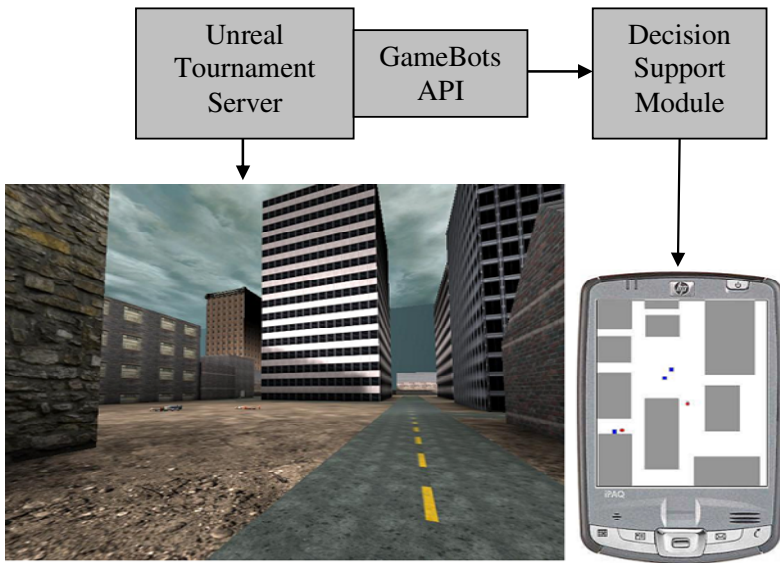 Unreal
Tournament
Server
GameBots
API
Decision
Support
Module
hp
iPAQ